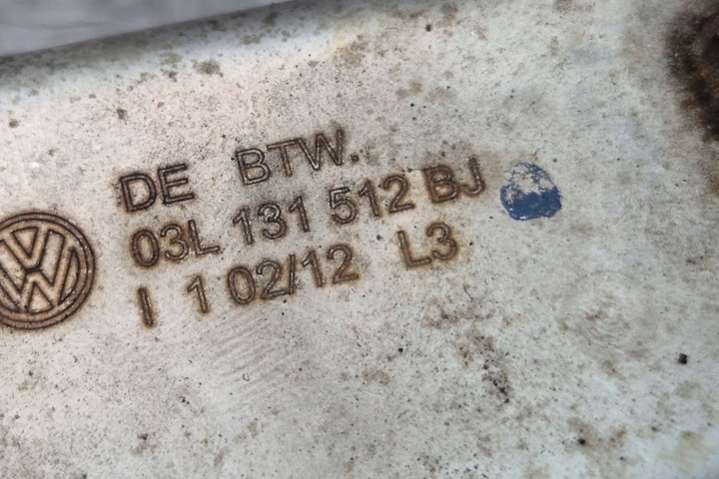 DE BTW.
03L 131 512 BJ
I 1 02/12 L3